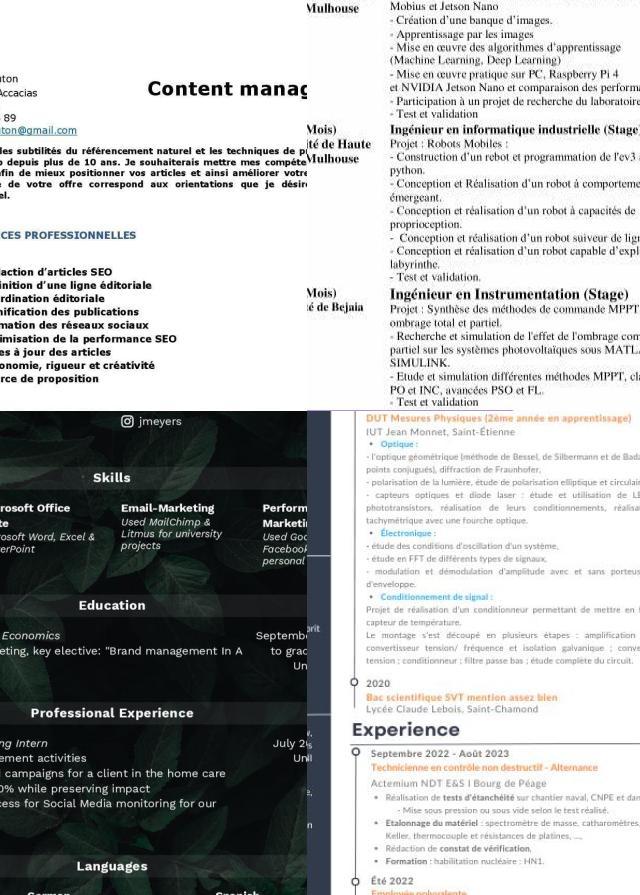 uton
Accacias
Content manag
89
uton@gmail.com
les subtilités du référencement naturel et les techniques de p
o depuis plus de 10 ans. Je souhaiterais mettre mes compéte
afin de mieux positionner vos articles et ainsi améliorer votre
e de votre offre correspond aux orientations que je désire
el.
CES PROFESSIONNELLES
action d'articles SEO
inition d'une ligne éditoriale
rdination éditoriale
nification des publications
mation des réseaux sociaux
imisation de la performance SEO
es à jour des articles
onomie, rigueur et créativité
rce de proposition
Mulhouse
Mobius et Jetson Nano
- Création d'une banque d'images.
- Apprentissage par les images
- Mise en œuvre des algorithmes d'apprentissage
(Machine Learning, Deep Learning)
- Mise en œuvre pratique sur PC, Raspberry Pi 4
et NVIDIA Jetson Nano et comparaison des performa
- Participation à un projet de recherche du laboratoire
- Test et validation
Mois) Ingénieur en informatique industrielle (Stage
té de Haute Projet : Robots Mobiles :
Mulhouse - Construction d'un rebot et programmation de l'ev3
python.
- Conception et Réalisation d'un robot à comporteme
émergeant.
- Conception et réalisation d'un robot à capacités de
proprioception.
- Conception et réalisation d'un robot suiveur de lign
- Conception et réalisation d'un robot capable d'expl
labyrinthe.
- Test et validation.
Mois) Ingénieur en Instrumentation (Stage)
té de Bejaia Projet : Synthèse des méthodes de commande MPPT
ombrage total et partiel.
- Recherche et simulation de l'effet de l'ombrage com
partiel sur les systèmes photovoltaïques sous MATLA
SIMULINK.
- Etude et simulation différentes méthodes MPPT, cla
PO et INC, avancées PSO et FL.
- Test et validation
jmeyers
Skills
rosoft Office Email-Marketing Perform
te Used MailChimp & Marketin
rosoft Word, Excel & Litmus for university Used Goo
erPoint projects Facebook
personal
Education
Economics Septembe
eting, key elective: "Brand management In A to grad
Un
Professional Experience
ng Intern July 20
ement activities Uni
l campaigns for a client in the home care
0% while preserving impact
cess for Social Media monitoring for our
Languages
German Spanish
DUT Mesures Physiques (2ème année en apprentissage)
IUT Jean Monnet, Saint-Étienne
• Optique :
- l'optique géométrique (méthode de Bessel, de Silbermann et de Bada
points conjugués), diffraction de Fraunhofer,
- polarisation de la lumière, étude de polarisation elliptique et circulair
- capteurs optiques et diode laser : étude et utilisation de LE
phototransistors, réalisation de leurs conditionnements, réalisa
tachymétrique avec une fourche optique.
• Électronique :
- étude des conditions d'oscillation d'un système,
- étude en FFT de différents types de signaux,
- modulation et démodulation d'amplitude avec et sans porteus
d'enveloppe.
• Conditionnement de signal :
Projet de réalisation d'un conditionneur permettant de mettre en
capteur de température.
Le montage s'est découpé en plusieurs étapes : amplification
convertisseur tension/ fréquence et isolation galvanique ; conve
tension ; conditionneur ; filtre passe bas ; étude complète du circuit.
2020
Bac scientifique SVT mention assez bien
Lycée Claude Lebois, Saint-Chamond
Experience
Septembre 2022 - Août 2023
Technicienne en contrôle non destructif - Alternance
Actemium NDT E&S I Bourg de Péage
• Réalisation de tests d'étanchéité sur chantier naval, CNPE et dan
- Mise sous pression ou sous vide selon le test réalisé.
• Etalonnage du matériel : spectromètre de masse, catharomètres,
Keller, thermocouple et résistances de platines, ...,
• Rédaction de constat de vérification,
• Formation : habilitation nucléaire : HN1.
Été 2022
Employée polyvalente